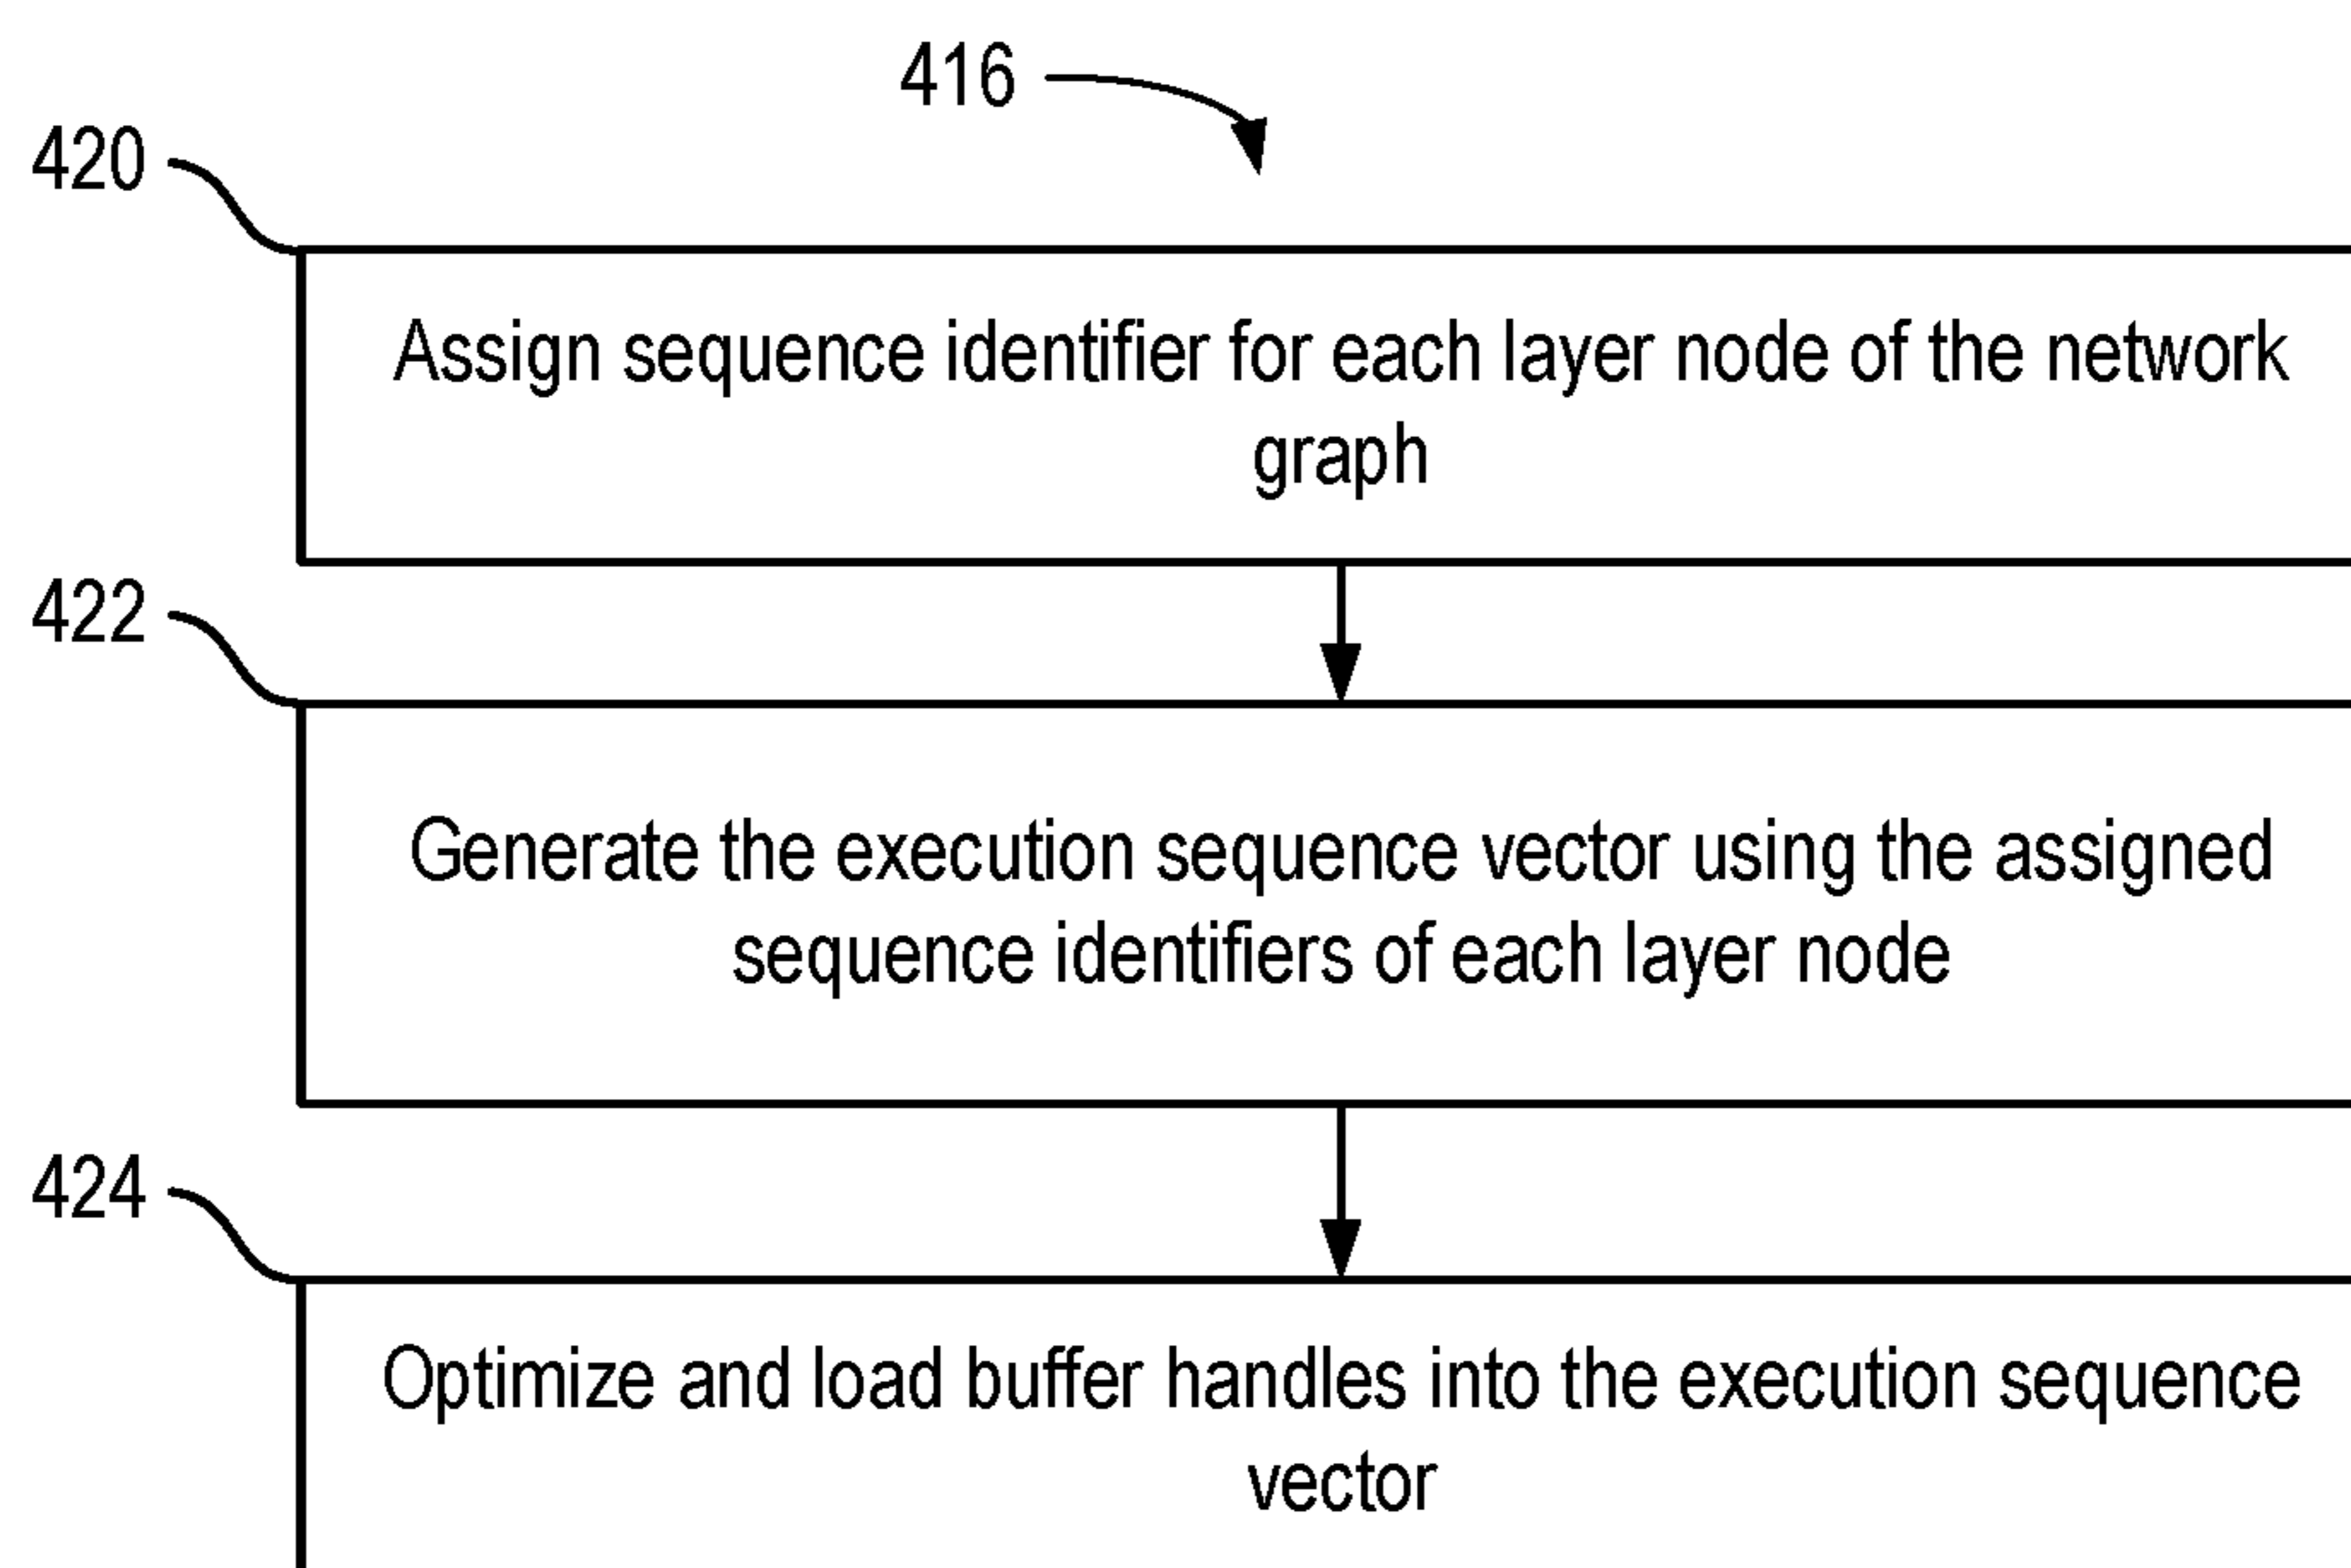 416
420
Assign sequence identifier for each layer node of the network
graph
422
Generate the execution sequence vector using the assigned
sequence identifiers of each layer node
424
Optimize and load buffer handles into the execution sequence
vector